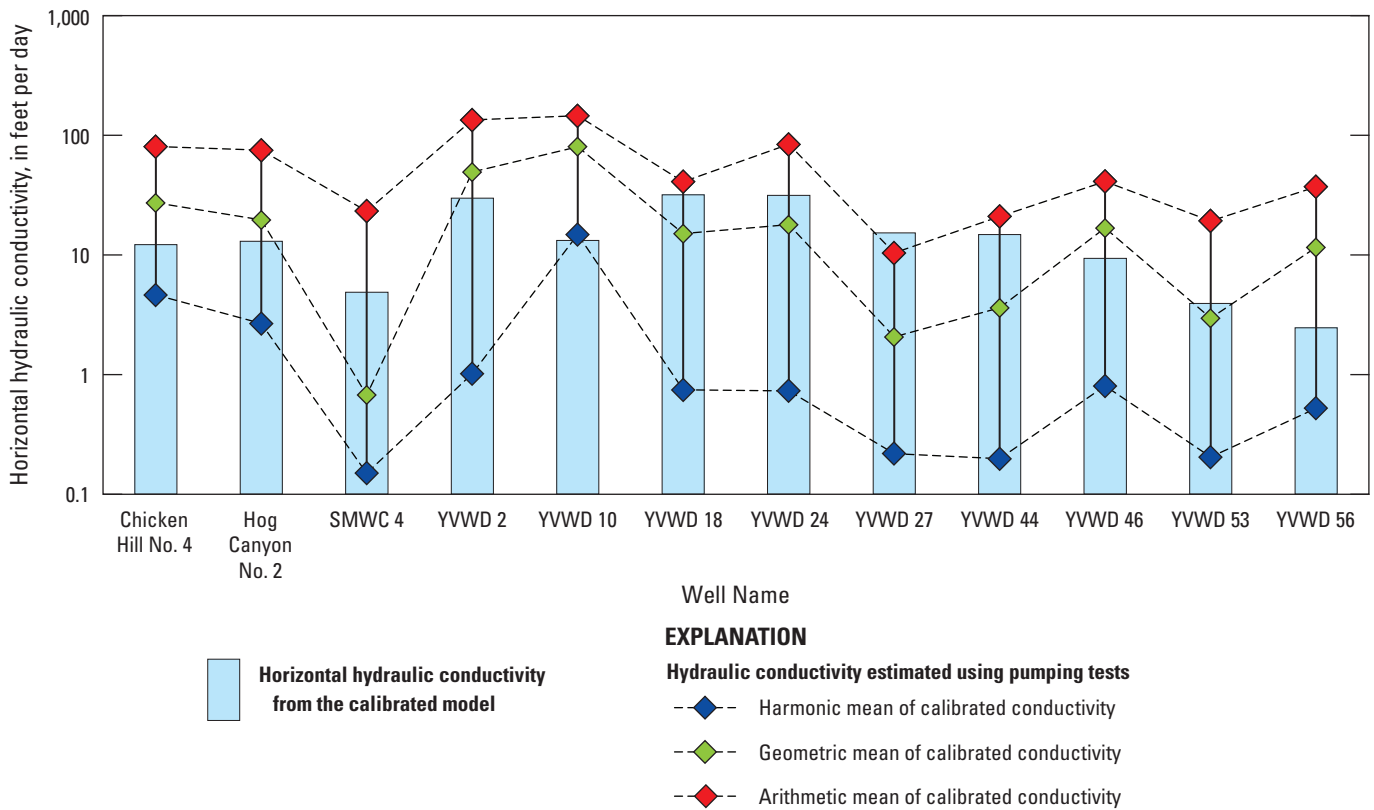 Horizontal hydraulic conductivity, in feet per day
1,000
100
10
1
0.1
Chicken
Hill No. 4
Hog
Canyon
No. 2
SMWC 4
YVWD 2
YVWD 10
YVWD 18
YVWD 24
YVWD 27
YVWD 44
YVWD 46
YVWD 53
YVWD 56
Well Name
EXPLANATION
Horizontal hydraulic conductivity
from the calibrated model
Hydraulic conductivity estimated using pumping tests
Harmonic mean of calibrated conductivity
Geometric mean of calibrated conductivity
Arithmetic mean of calibrated conductivity